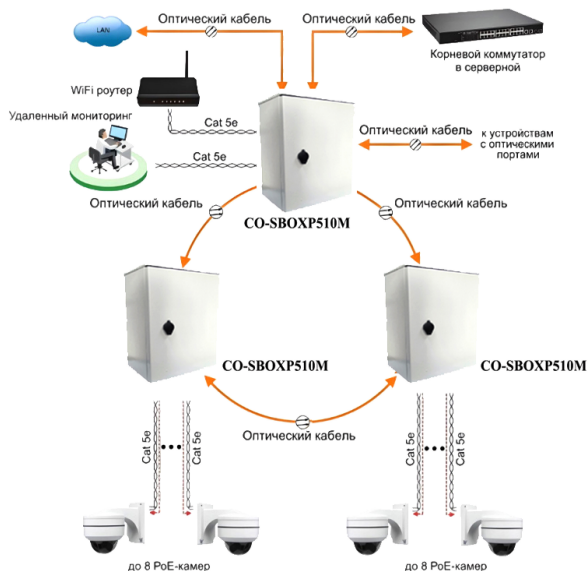 LAN
Оптический кабель
Оптический кабель
Корневой коммутатор
в серверной
WiFi роутер
Cat 5e
Удаленный мониторинг
Cat 5e
Оптический кабель
к устройствам
с оптическими
портами
Оптический кабель
Оптический кабель
CO-SBOXP510M
CO-SBOXP510M
CO-SBOXP510M
Оптический кабель
Cat 5e
Cat 5e
Cat 5e
Cat 5e
до 8 PoE-камер
до 8 PoE-камер